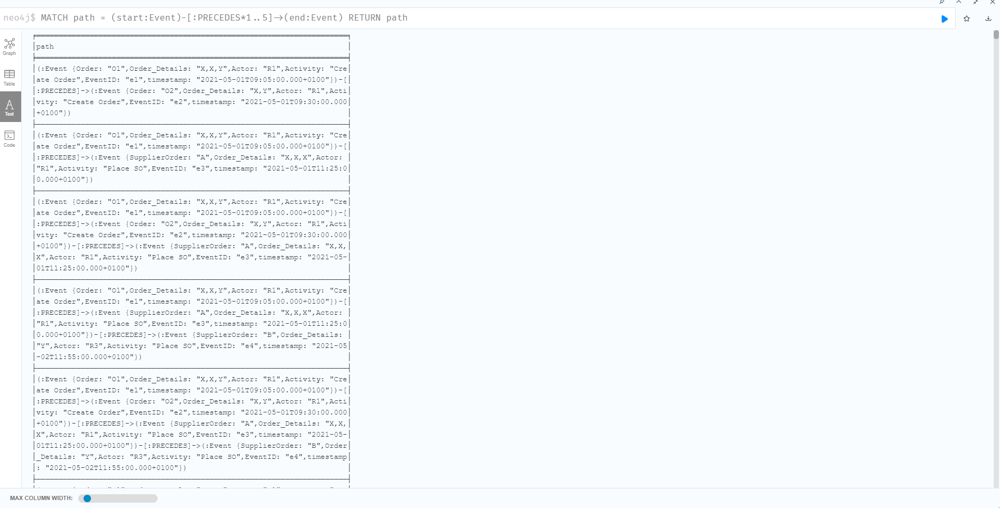 neo4j$ MATCH path = (start:Event)-[:PRECEDES*1..5]->(end:Event) RETURN path
Graph
Table
Text
Code
path
(:Event {Order: "O1",Order_Details: "X,X,Y",Actor: "R1",Activity: "Cre
ate Order",EventID: "e1",timestamp: "2021-05-01T09:05:00.000+0100"})-[
:PRECEDES]->(:Event {Order: "O2",Order_Details: "X,Y",Actor: "R1",Acti
vity: "Create Order",EventID: "e2",timestamp: "2021-05-01T09:30:00.000
+0100"})
(:Event {Order: "O1",Order_Details: "X,X,Y",Actor: "R1",Activity: "Cre
ate Order",EventID: "e1",timestamp: "2021-05-01T09:05:00.000+0100"})-[
:PRECEDES]->(:Event {SupplierOrder: "A",Order_Details: "X,X,X",Actor:
"R1",Activity: "Place SO",EventID: "e3",timestamp: "2021-05-01T11:25:0
0.000+0100"})
(:Event {Order: "O1",Order_Details: "X,X,Y",Actor: "R1",Activity: "Cre
ate Order",EventID: "e1",timestamp: "2021-05-01T09:05:00.000+0100"})-[
:PRECEDES]->(:Event {Order: "O2",Order_Details: "X,Y",Actor: "R1",Acti
vity: "Create Order",EventID: "e2",timestamp: "2021-05-01T09:30:00.000
+0100"})-[:PRECEDES]->(:Event {SupplierOrder: "A",Order_Details: "X,X,
X",Actor: "R1",Activity: "Place SO",EventID: "e3",timestamp: "2021-05-
01T11:25:00.000+0100"})
(:Event {Order: "O1",Order_Details: "X,X,Y",Actor: "R1",Activity: "Cre
ate Order",EventID: "e1",timestamp: "2021-05-01T09:05:00.000+0100"})-[
:PRECEDES]->(:Event {SupplierOrder: "A",Order_Details: "X,X,X",Actor:
"R1",Activity: "Place SO",EventID: "e3",timestamp: "2021-05-01T11:25:0
0.000+0100"})-[:PRECEDES]->(:Event {SupplierOrder: "B",Order_Details:
"Y",Actor: "R3",Activity: "Place SO",EventID: "e4",timestamp: "2021-05
-02T11:55:00.000+0100"})
(:Event {Order: "O1",Order_Details: "X,X,Y",Actor: "R1",Activity: "Cre
ate Order",EventID: "e1",timestamp: "2021-05-01T09:05:00.000+0100"})-[
:PRECEDES]->(:Event {Order: "O2",Order_Details: "X,Y",Actor: "R1",Acti
vity: "Create Order",EventID: "e2",timestamp: "2021-05-01T09:30:00.000
+0100"})-[:PRECEDES]->(:Event {SupplierOrder: "A",Order_Details: "X,X,
X",Actor: "R1",Activity: "Place SO",EventID: "e3",timestamp: "2021-05-
01T11:25:00.000+0100"})-[:PRECEDES]->(:Event {SupplierOrder: "B",Order
_Details: "Y",Actor: "R3",Activity: "Place SO",EventID: "e4",timestamp
: "2021-05-02T11:55:00.000+0100"})
MAX COLUMN WIDTH: